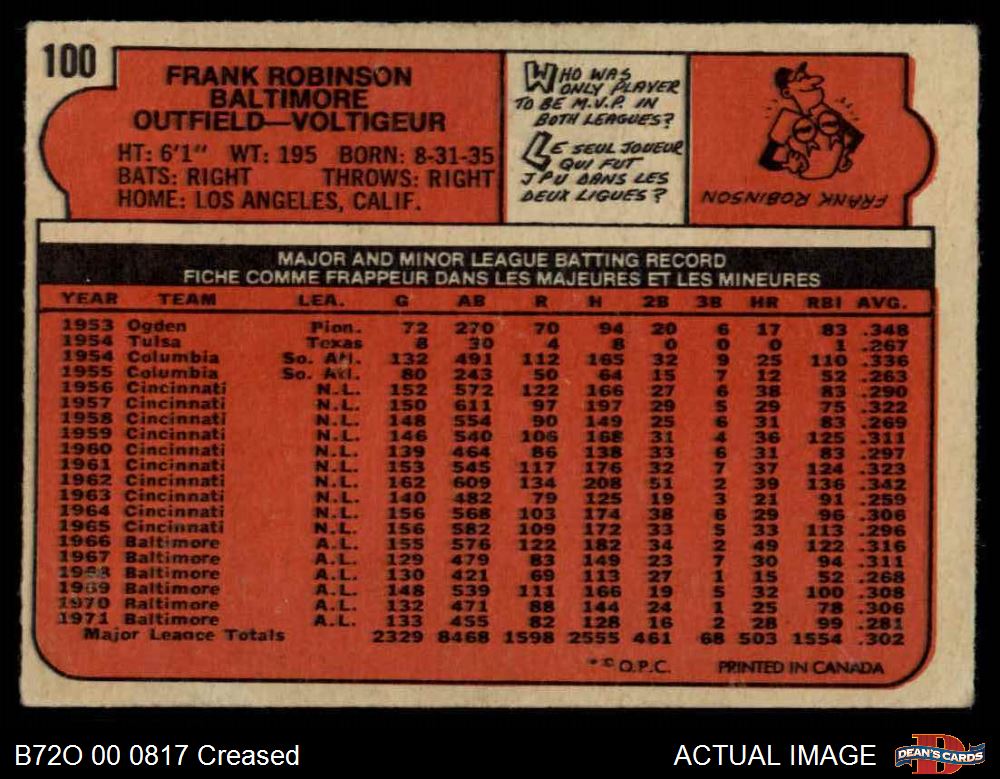 100
FRANK ROBINSON
BALTIMORE
OUTFIELD—VOLTIGEUR
HT: 6'1" WT: 195 BORN: 8-31-35
BATS: RIGHT THROWS: RIGHT
HOME: LOS ANGELES, CALIF.
WHO WAS
ONLY PLAYER
TO BE M.V.P. IN
BOTH LEAGUES?
LE SEUL JOUEUR
QUI FUT
JPU DANS LES
DEUX LIGUES?
FRANK ROBINSON
MAJOR AND MINOR LEAGUE BATTING RECORD
FICHE COMME FRAPPEUR DANS LES MAJEURES ET LES MINEURES
YEAR TEAM LEA. G AB R H 2B 3B HR RBI AVG.
1953 Ogden Pion. 72 270 70 94 20 6 17 83 .348
1954 Tulsa Texas 8 30 4 8 0 0 0 1 .267
1954 Columbia So. Atl. 132 491 112 165 32 9 25 110 .336
1955 Columbia So. Atl. 80 243 50 64 15 7 12 52 .263
1956 Cincinnati N.L. 152 572 122 166 27 6 38 83 .290
1957 Cincinnati N.L. 150 611 97 197 29 5 29 75 .322
1958 Cincinnati N.L. 148 554 90 149 25 6 31 83 .269
1959 Cincinnati N.L. 146 540 106 168 31 4 36 125 .311
1960 Cincinnati N.L. 139 464 86 138 33 6 31 83 .297
1961 Cincinnati N.L. 153 545 117 176 32 7 37 124 .323
1962 Cincinnati N.L. 162 609 134 208 51 2 39 136 .342
1963 Cincinnati N.L. 140 482 79 125 19 3 21 91 .259
1964 Cincinnati N.L. 156 568 103 174 38 6 29 96 .306
1965 Cincinnati N.L. 156 582 109 172 33 5 33 113 .296
1966 Baltimore A.L. 155 576 122 182 34 2 49 122 .316
1967 Baltimore A.L. 129 479 83 149 23 7 30 94 .311
1968 Baltimore A.L. 130 421 69 113 27 1 15 52 .268
1969 Baltimore A.L. 148 539 111 166 19 5 32 100 .308
1970 Baltimore A.L. 132 471 88 144 24 1 25 78 .306
1971 Baltimore A.L. 133 455 82 128 16 2 28 99 .281
Major League Totals 2329 8468 1598 2555 461 68 503 1554 .302
*© O.P.C. PRINTED IN CANADA
B72O 00 0817 Creased
ACTUAL IMAGE
DEAN'S CARDS